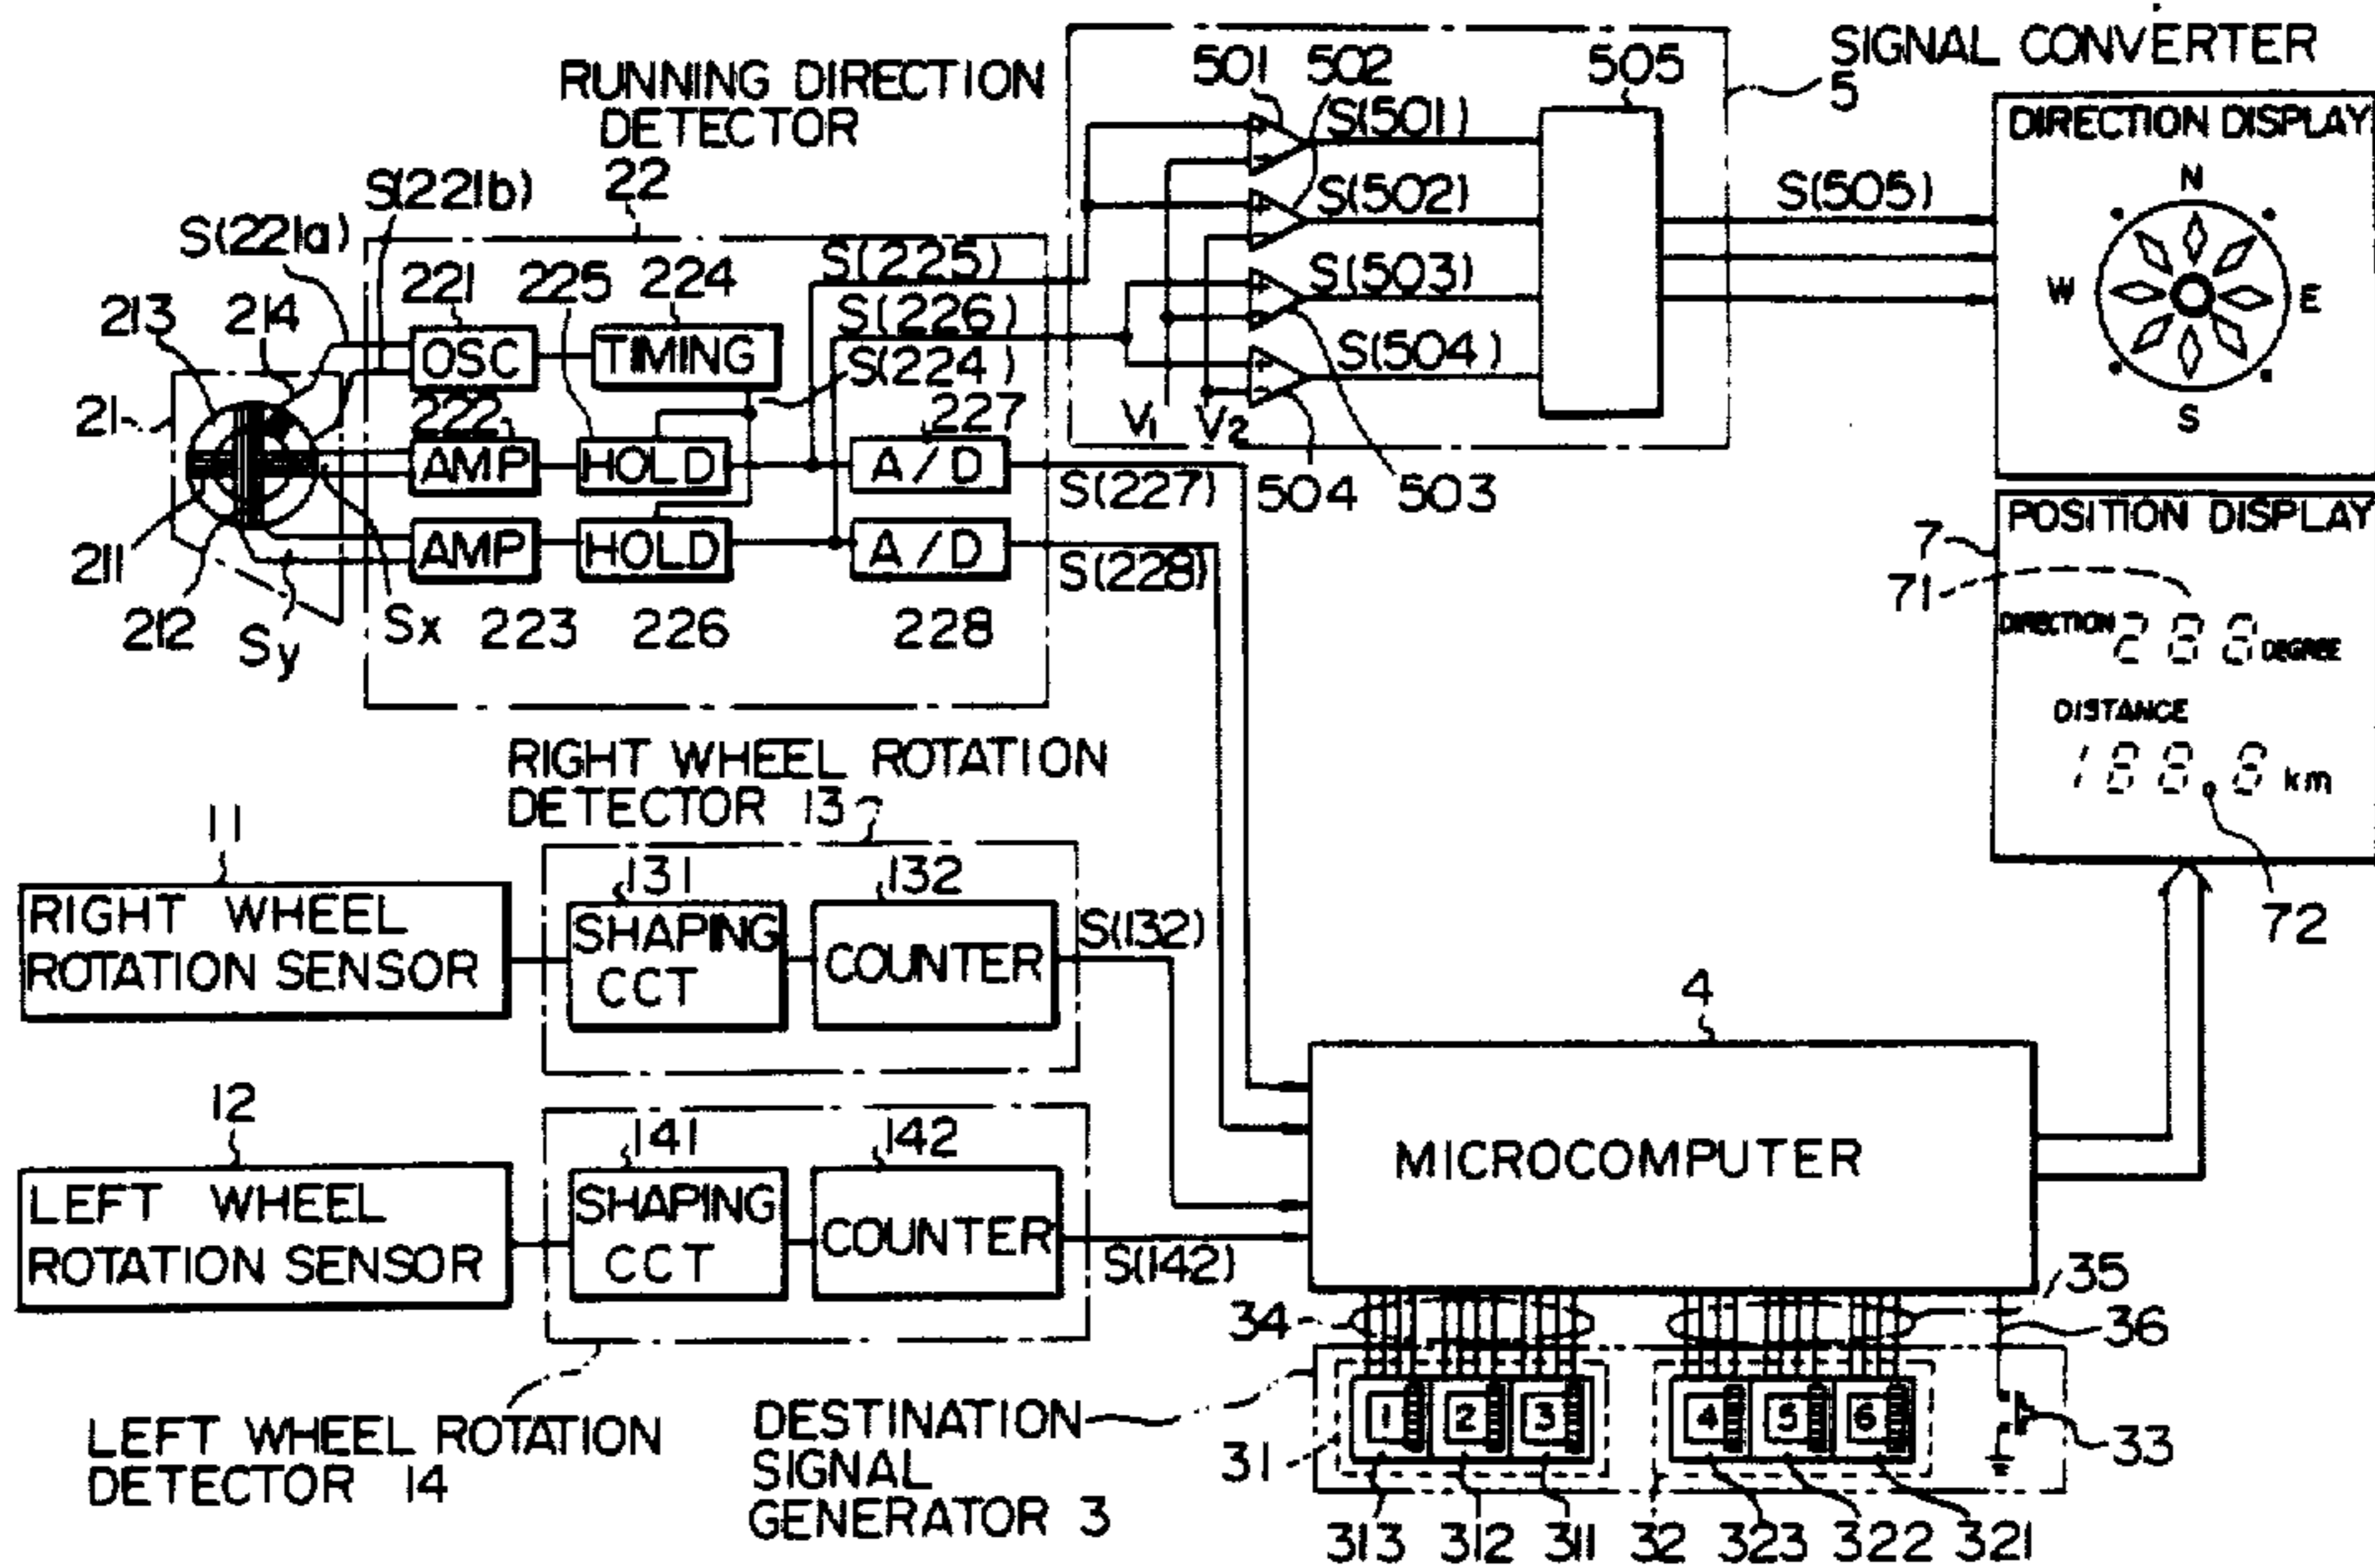 SIGNAL CONVERTER
5
RUNNING DIRECTION
DETECTOR
22
501 502 505
S(501)
S(502)
S(503)
S(504)
V1 V2
504 503
S(505)
DIRECTION DISPLAY
N
W E
S
S(221b)
S(221a)
213 214
221 225 224
OSC TIMING
S(225)
S(226)
S(224)
21
222 227
AMP HOLD A/D
S(227)
AMP HOLD A/D
S(228)
211
212 Sy Sx 223 226 228
POSITION DISPLAY
7
71
DIRECTION 288 DEGREE
DISTANCE
188.8 km
72
RIGHT WHEEL ROTATION
DETECTOR 13
11
RIGHT WHEEL
ROTATION SENSOR
131 132
SHAPING
CCT
COUNTER
S(132)
4
MICROCOMPUTER
12
LEFT WHEEL
ROTATION SENSOR
141 142
SHAPING
CCT
COUNTER
S(142)
LEFT WHEEL ROTATION
DETECTOR 14
DESTINATION
SIGNAL
GENERATOR 3
34 35
36
1 2 3 4 5 6
31 33
313 312 311 32 323 322 321